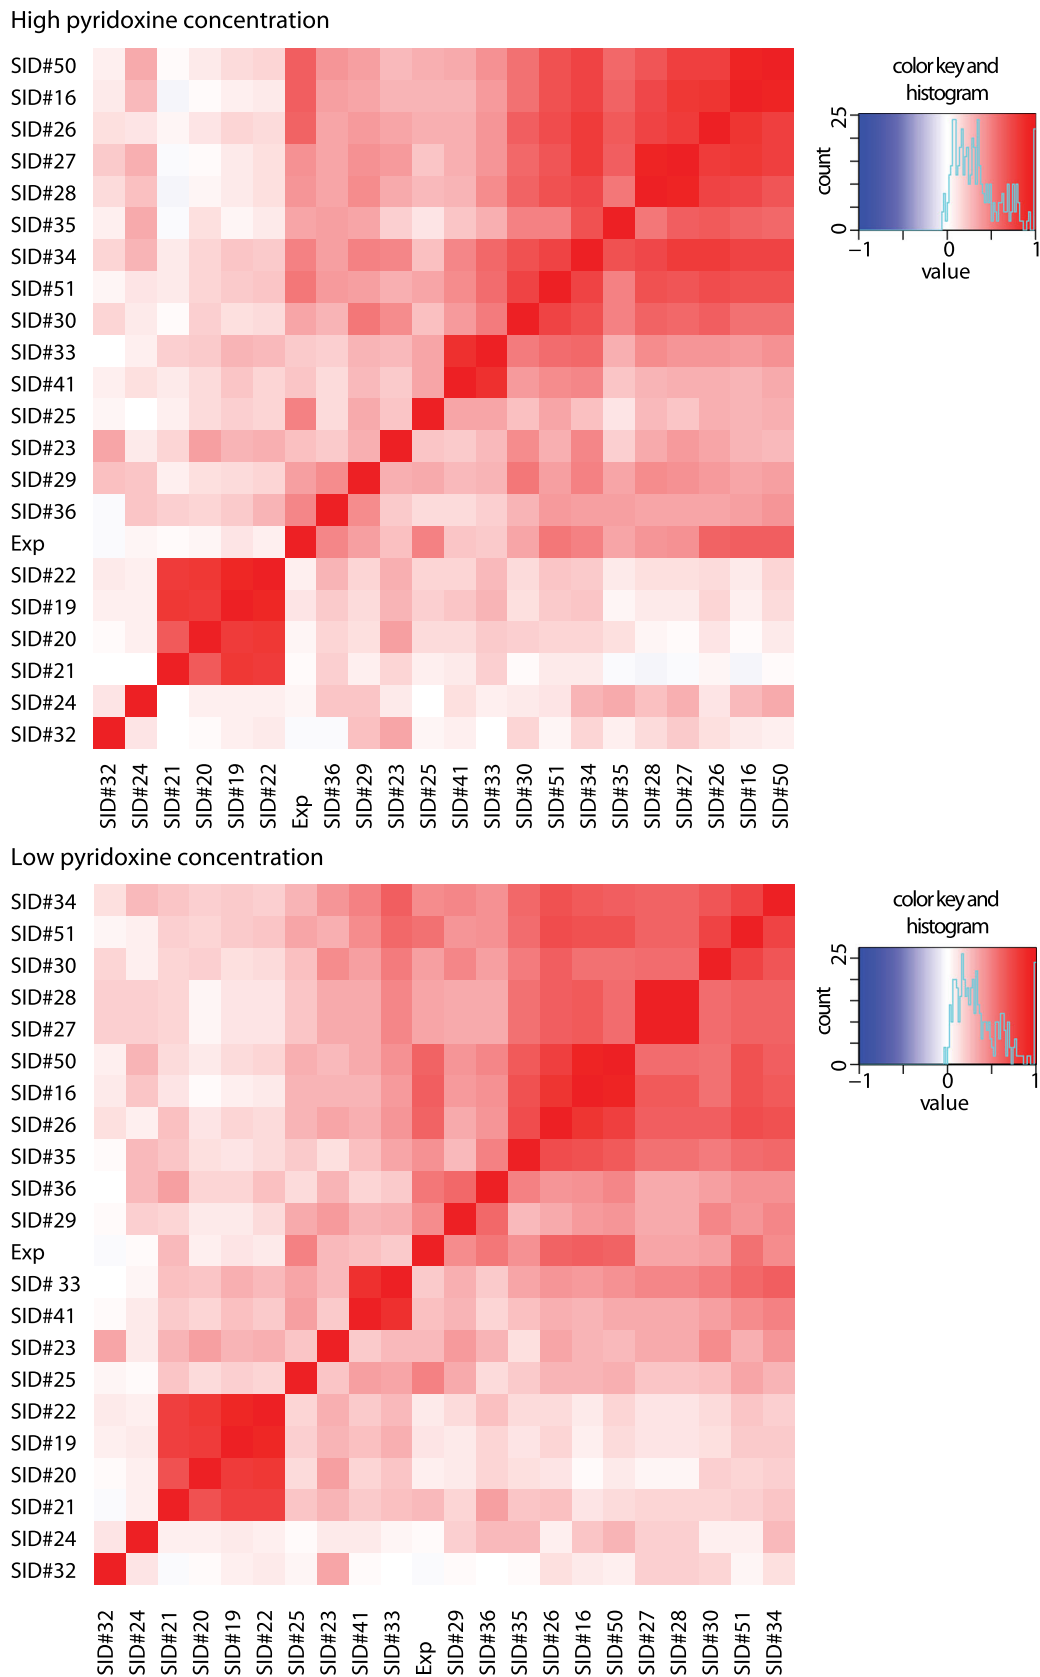 High pyridoxine concentration
SID#50
SID#16
SID#26
SID#27
SID#28
SID#35
SID#34
SID#51
SID#30
SID#33
SID#41
SID#25
SID#23
SID#29
SID#36
Exp
SID#22
SID#19
SID#20
SID#21
SID#24
SID#32
SID#32 SID#24 SID#21 SID#20 SID#19 SID#22 Exp SID#36 SID#29 SID#23 SID#25 SID#41 SID#33 SID#30 SID#51 SID#34 SID#35 SID#28 SID#27 SID#26 SID#16 SID#50
color key and
histogram
count
25
0
−1 0 1
value
Low pyridoxine concentration
SID#34
SID#51
SID#30
SID#28
SID#27
SID#50
SID#16
SID#26
SID#35
SID#36
SID#29
Exp
SID# 33
SID#41
SID#23
SID#25
SID#22
SID#19
SID#20
SID#21
SID#24
SID#32
SID#32 SID#24 SID#21 SID#20 SID#19 SID#22 SID#25 SID#23 SID#41 SID#33 Exp SID#29 SID#36 SID#35 SID#26 SID#16 SID#50 SID#27 SID#28 SID#30 SID#51 SID#34
color key and
histogram
count
25
0
−1 0 1
value